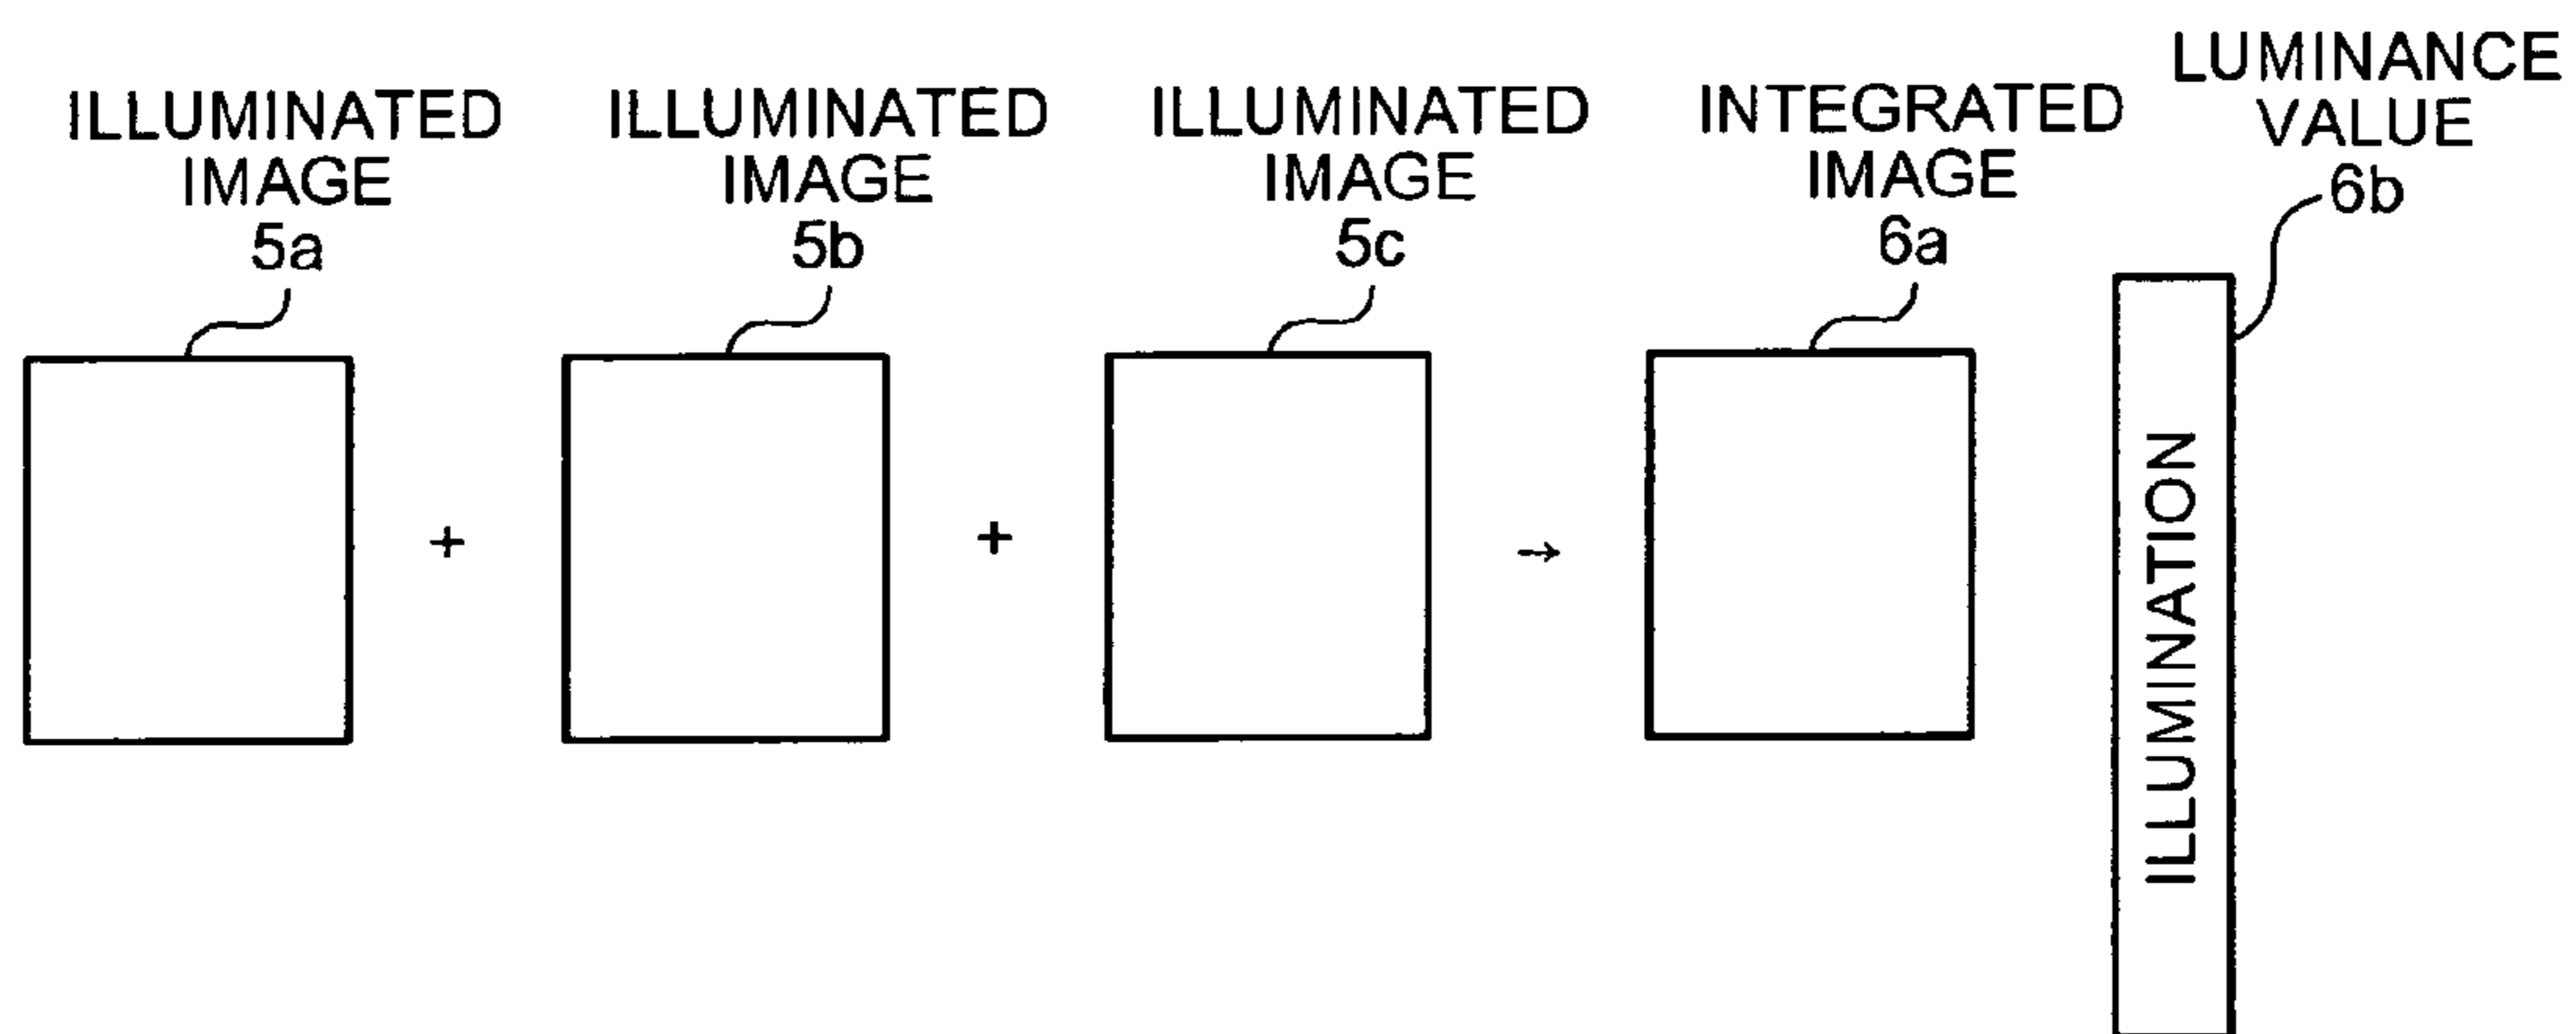 ILLUMINATED
IMAGE
5a
ILLUMINATED
IMAGE
5b
ILLUMINATED
IMAGE
5c
INTEGRATED
IMAGE
6a
LUMINANCE
VALUE
6b
+
+
→
ILLUMINATION